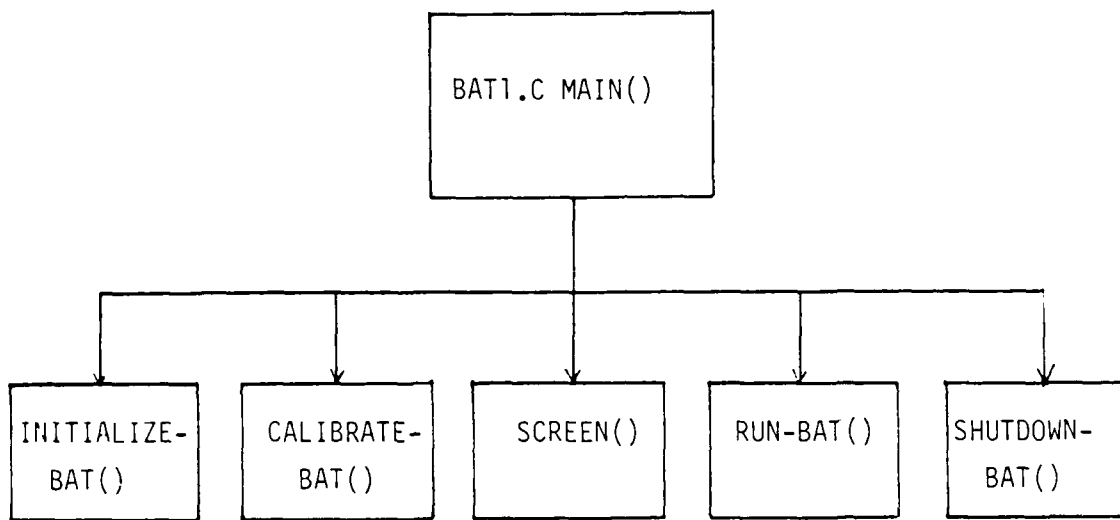 BAT1.C MAIN()
INITIALIZE-
BAT()
CALIBRATE-
BAT()
SCREEN()
RUN-BAT()
SHUTDOWN-
BAT()